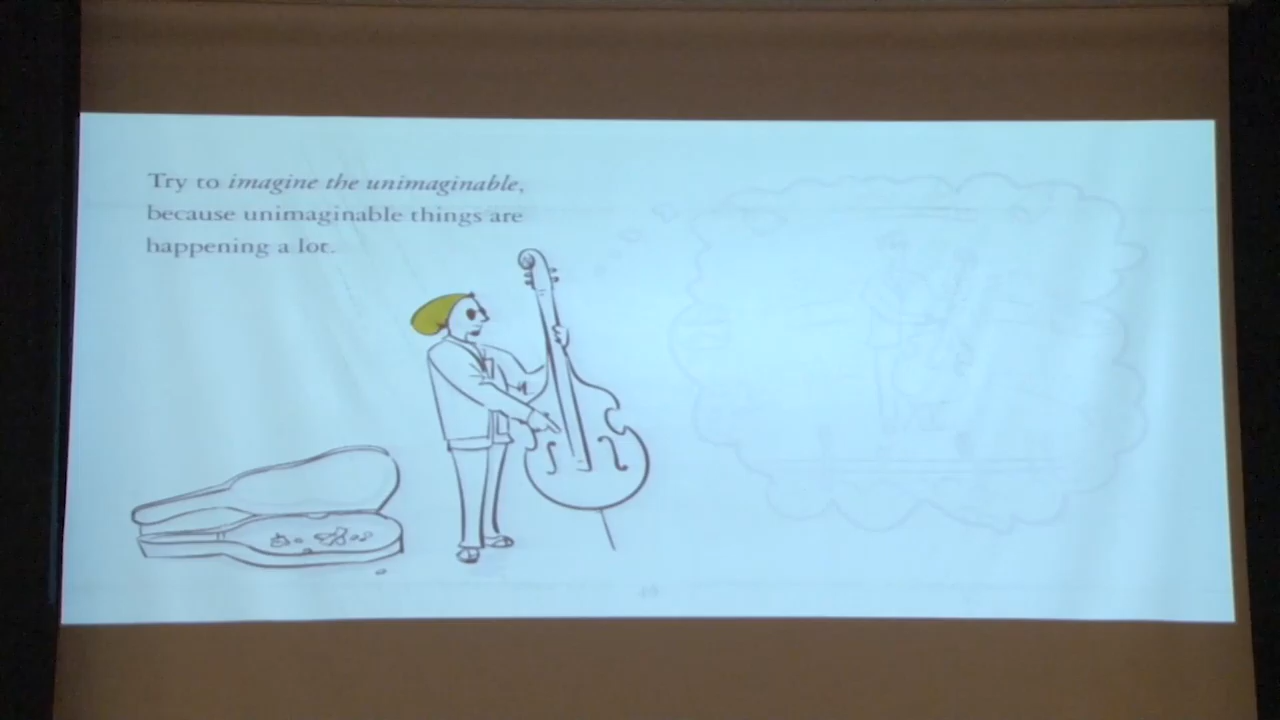 Try to imagine the unimaginable,
because unimaginable things are
happening a lot.